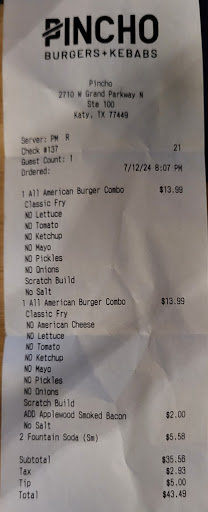 PINCHO
BURGERS+KEBABS
Pincho
2710 W Grand Parkway N
Ste 100
Katy, TX 77449
Server: PM R
Check #137 21
Guest Count: 1
Ordered: 7/12/24 8:07 PM
1 All American Burger Combo $13.99
Classic Fry
NO Lettuce
NO Tomato
NO Ketchup
NO Mayo
NO Pickles
NO Onions
Scratch Build
No Salt
1 All American Burger Combo $13.99
Classic Fry
NO American Cheese
NO Lettuce
NO Tomato
NO Ketchup
NO Mayo
NO Pickles
NO Onions
Scratch Build
ADD Applewood Smoked Bacon $2.00
No Salt
2 Fountain Soda (Sm) $5.58
Subtotal $35.56
Tax $2.93
Tip $5.00
Total $43.49